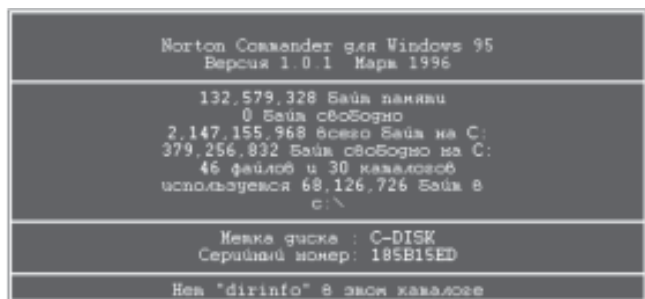 Norton Commander для Windows 95
Версия 1.0.1 Март 1996
132,579,328 Байт памяти
0 Байт свободно
2,147,155,968 всего Байт на C:
379,256,832 Байт свободно на C:
46 файлов и 30 каталогов
используется 68,126,726 Байт в
c:\
Метка диска : C-DISK
Серийный номер: 185B15ED
Нет "dirinfo" в этом каталоге